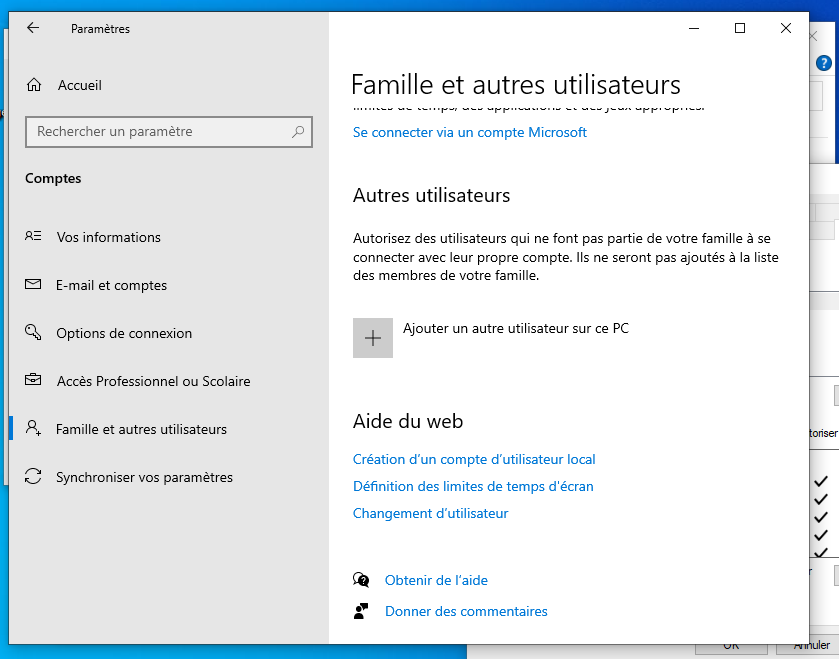 Paramètres
Accueil
Rechercher un paramètre
Comptes
Vos informations
E-mail et comptes
Options de connexion
Accès Professionnel ou Scolaire
Famille et autres utilisateurs
Synchroniser vos paramètres
Famille et autres utilisateurs
limites de temps, des applications et des jeux appropriés.
Se connecter via un compte Microsoft
Autres utilisateurs
Autorisez des utilisateurs qui ne font pas partie de votre famille à se
connecter avec leur propre compte. Ils ne seront pas ajoutés à la liste
des membres de votre famille.
Ajouter un autre utilisateur sur ce PC
Aide du web
Création d’un compte d’utilisateur local
Définition des limites de temps d'écran
Changement d’utilisateur
Obtenir de l’aide
Donner des commentaires
?
toriser
r
OK
Annuler